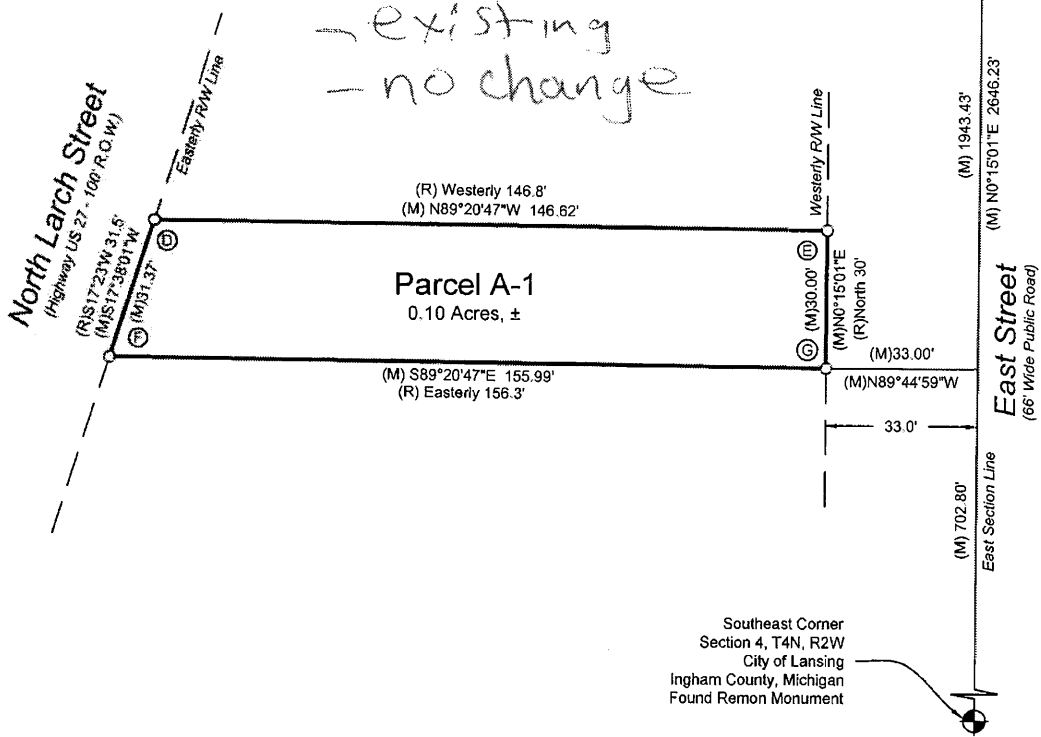 - existing
- no change
North Larch Street
(Highway US 27 - 100' R.O.W.)
Easterly R/W Line
(R)S17°23'W 31.5'
(M)S17°38'01"W
(M)31.37'
(R) Westerly 146.8'
(M) N89°20'47"W 146.62'
D
E
F
G
Parcel A-1
0.10 Acres, ±
(M) S89°20'47"E 155.99'
(R) Easterly 156.3'
Westerly R/W Line
(M)30.00'
(M)N0°15'01"E
(R)North 30'
(M)33.00'
(M)N89°44'59"W
33.0'
(M) 1943.43'
(M) N0°15'01"E 2646.23'
East Street
(66' Wide Public Road)
(M) 702.80'
East Section Line
Southeast Corner
Section 4, T4N, R2W
City of Lansing
Ingham County, Michigan
Found Remon Monument